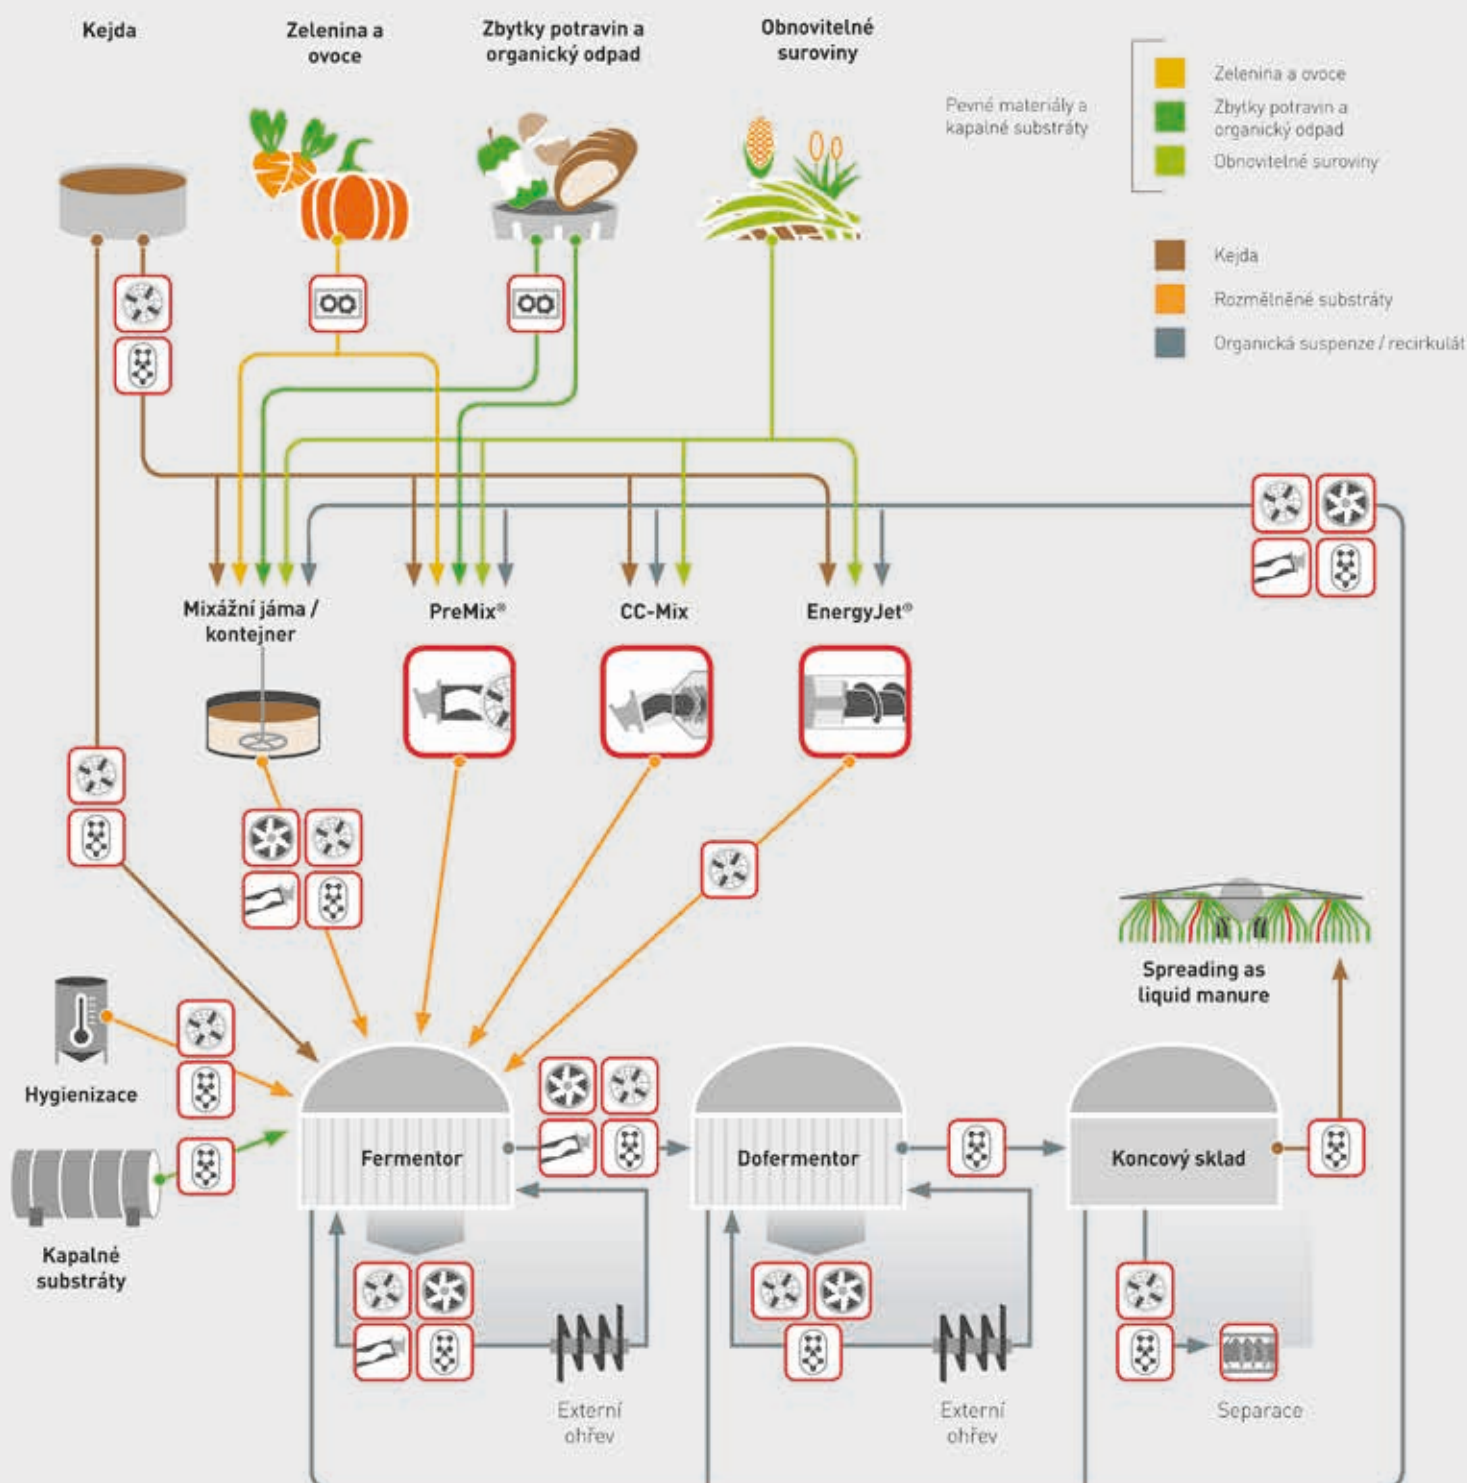 Kejda
Zelenina a
ovoce
Zbytky potravin a
organický odpad
Obnovitelné
suroviny
Pevné materiály a
kapalné substráty
Zelenina a ovoce
Zbytky potravin a
organický odpad
Obnovitelné suroviny
Kejda
Rozmělněné substráty
Organická suspenze / recirkulát
Mixážní jáma /
kontejner
PreMix®
CC-Mix
EnergyJet®
Spreading as
liquid manure
Hygienizace
Fermentor
Dofermentor
Koncový sklad
Kapalné
substráty
Externí
ohřev
Externí
ohřev
Separace